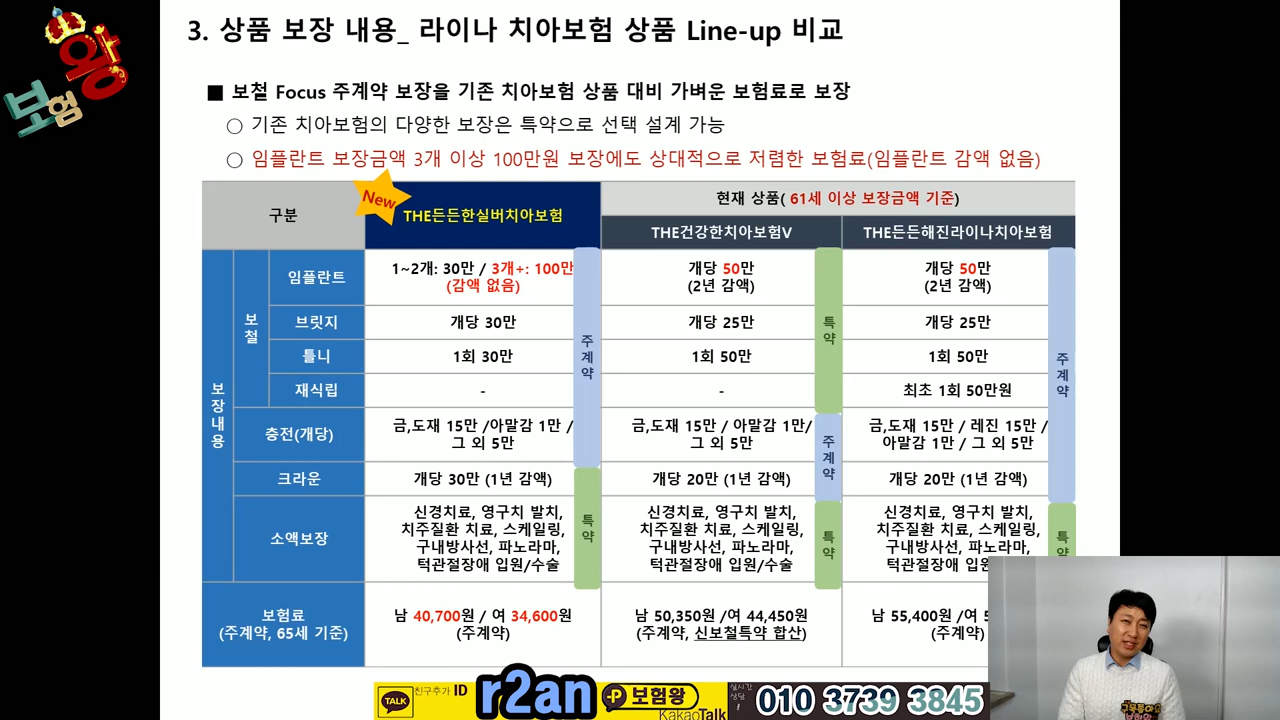 보험왕
3. 상품 보장 내용_ 라이나 치아보험 상품 Line-up 비교
■ 보철 Focus 주계약 보장을 기존 치아보험 상품 대비 가벼운 보험료로 보장
○ 기존 치아보험의 다양한 보장은 특약으로 선택 설계 가능
○ 임플란트 보장금액 3개 이상 100만원 보장에도 상대적으로 저렴한 보험료(임플란트 감액 없음)
구분
New
THE든든한실버치아보험
현재 상품( 61세 이상 보장금액 기준)
THE건강한치아보험V
THE든든해진라이나치아보험
보장내용
보철
임플란트
1~2개: 30만 / 3개+: 100만
(감액 없음)
개당 50만
(2년 감액)
개당 50만
(2년 감액)
브릿지
개당 30만
개당 25만
개당 25만
틀니
1회 30만
1회 50만
1회 50만
재식립
-
-
최초 1회 50만원
주계약
특약
주계약
충전(개당)
금,도재 15만 /아말감 1만 /
그 외 5만
금,도재 15만 / 아말감 1만/
그 외 5만
금,도재 15만 / 레진 15만 /
아말감 1만 / 그 외 5만
주계약
크라운
개당 30만 (1년 감액)
개당 20만 (1년 감액)
개당 20만 (1년 감액)
소액보장
신경치료, 영구치 발치,
치주질환 치료, 스케일링,
구내방사선, 파노라마,
턱관절장애 입원/수술
특약
신경치료, 영구치 발치,
치주질환 치료, 스케일링,
구내방사선, 파노라마,
턱관절장애 입원/수술
특약
신경치료, 영구치 발치,
치주질환 치료, 스케일링,
구내방사선, 파노라마,
턱관절장애 입
특약
보험료
(주계약, 65세 기준)
남 40,700원 / 여 34,600원
(주계약)
남 50,350원 /여 44,450원
(주계약, 신보철특약 합산)
남 55,400원 /여
(주계약)
TALK
친구추가 ID
r2an
P 보험왕
KakaoTalk
실시간
상담
010 3739 3845
보험왕